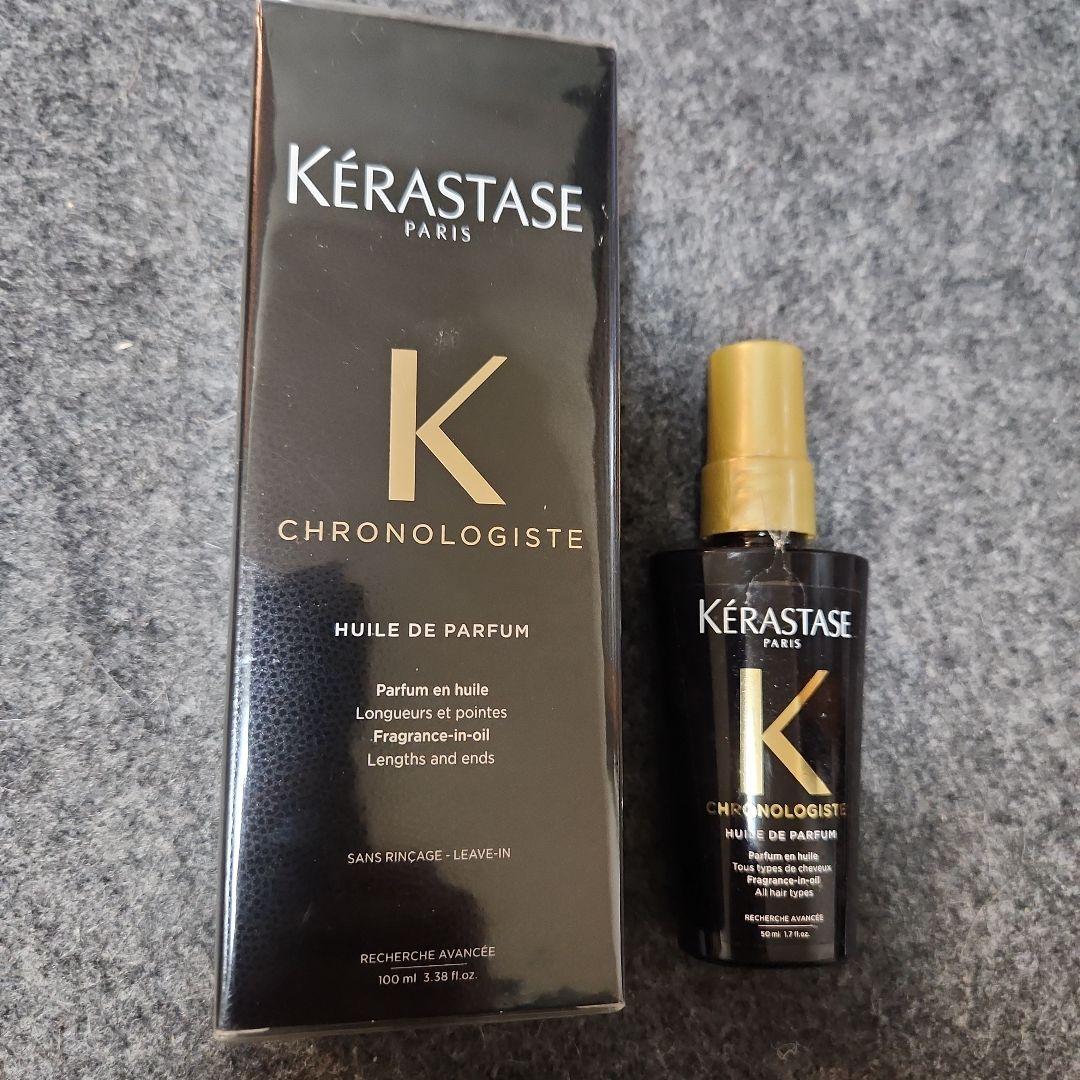 KÉRASTASE
PARIS
K
CHRONOLOGISTE
HUILE DE PARFUM
Parfum en huile
Longueurs et pointes
Fragrance-in-oil
Lengths and ends
SANS RINÇAGE - LEAVE-IN
RECHERCHE AVANCÉE
100 ml 3.38 fl.oz.
KÉRASTASE
PARIS
K
CHRONOLOGISTE
HUILE DE PARFUM
Parfum en huile
Tous types de cheveux
Fragrance-in-oil
All hair types
RECHERCHE AVANCÉE
50 ml 1.7 fl.oz.